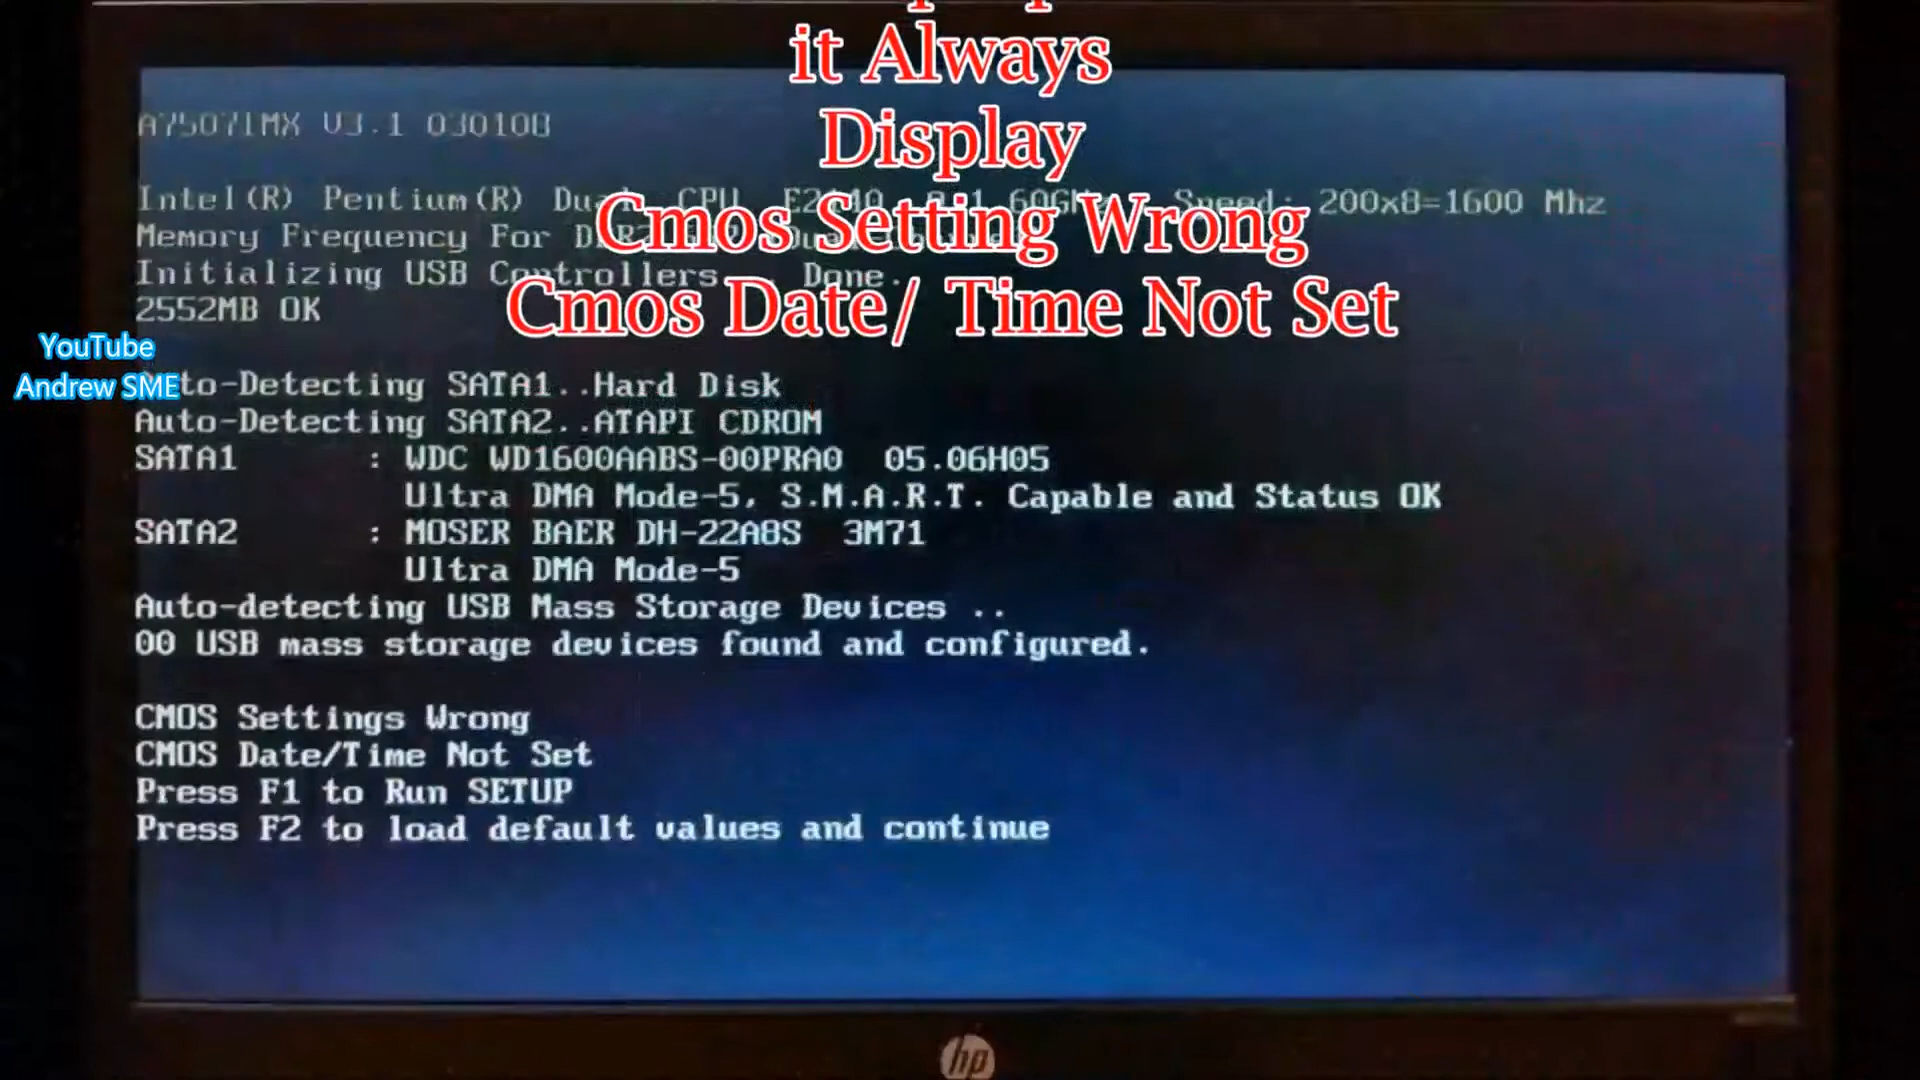 it Always
Display
Cmos Setting Wrong
Cmos Date/ Time Not Set
YouTube
Andrew SME
V3.1 030108
Intel(R) Pentium(R) CPU Speed: 200x8=1600 Mhz
Memory Frequency For
Initializing USB Controllers Done.
2552MB OK
Auto-Detecting SATA1..Hard Disk
Auto-Detecting SATA2..ATAPI CDROM
SATA1 : WDC WD1600AABS-00PRA0 05.06H05
Ultra DMA Mode-5, S.M.A.R.T. Capable and Status OK
SATA2 : MOSER BAER DH-22A8S 3M71
Ultra DMA Mode-5
Auto-detecting USB Mass Storage Devices ..
00 USB mass storage devices found and configured.
CMOS Settings Wrong
CMOS Date/Time Not Set
Press F1 to Run SETUP
Press F2 to load default values and continue
hp